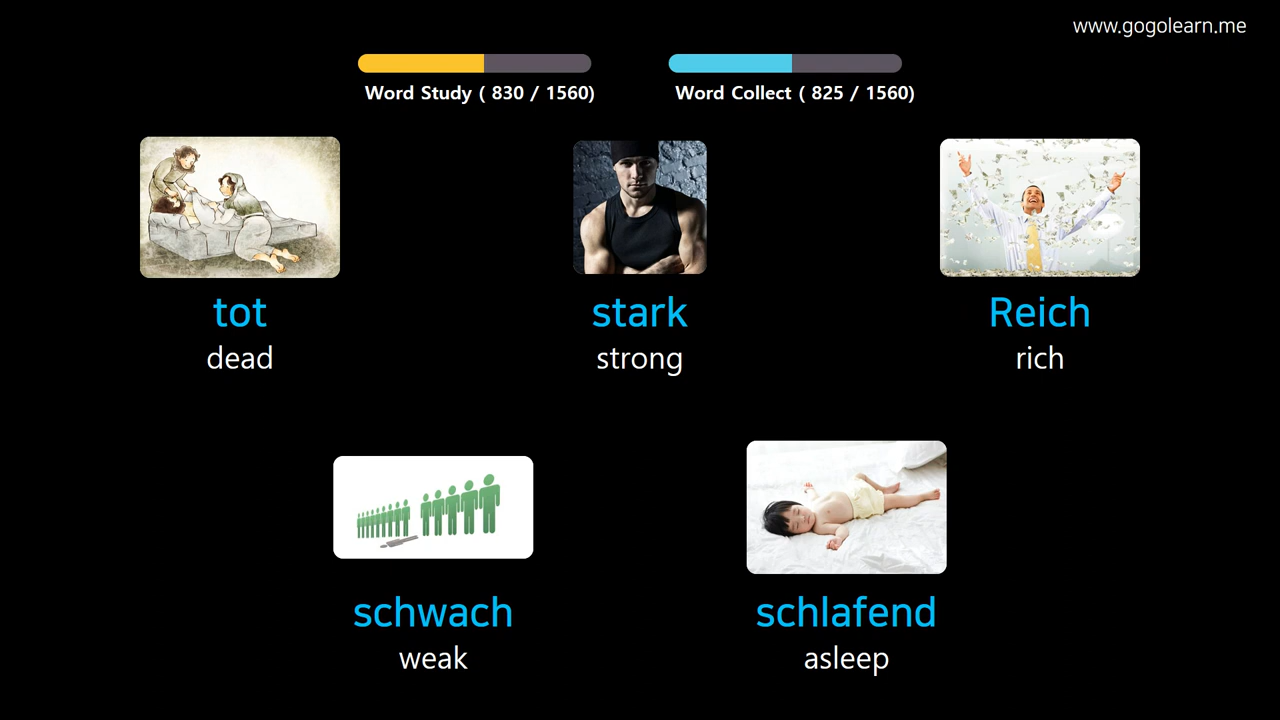 www.gogolearn.me
Word Study ( 830 / 1560)
Word Collect ( 825 / 1560)
tot
dead
stark
strong
Reich
rich
schwach
weak
schlafend
asleep